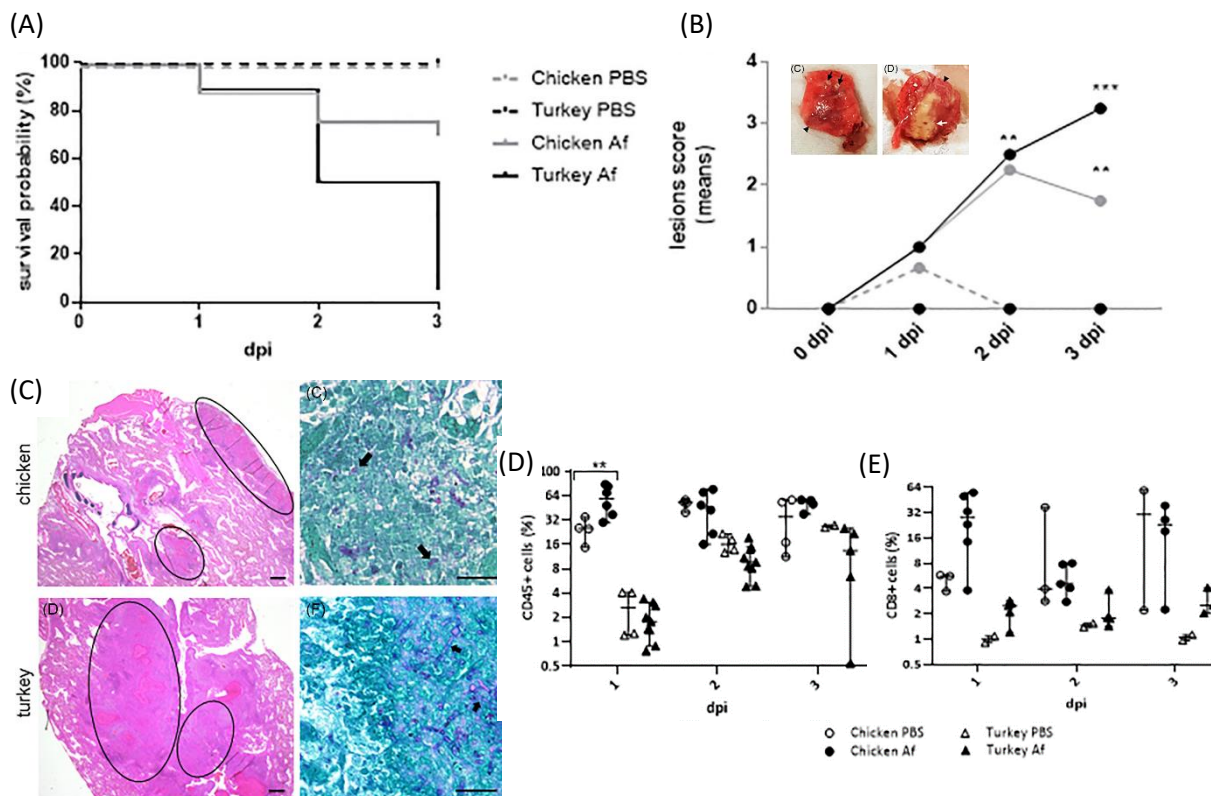 (A)
survival probability (%)
100
80
60
40
20
0
0 1 2 3
dpi
Chicken PBS
Turkey PBS
Chicken Af
Turkey Af
(B)
lesions score
(means)
4
3
2
1
0
(C) (D)
***
**
**
0 dpi 1 dpi 2 dpi 3 dpi
(C)
chicken
(C)
turkey
(D)
(F)
(D)
CD45+ cells (%)
100
64
32
16
8
4
2
1
0.5
**
1 2 3
dpi
(E)
CD8+ cells (%)
64
32
16
8
4
2
1
0.5
1 2 3
dpi
Chicken PBS Turkey PBS
Chicken Af Turkey Af